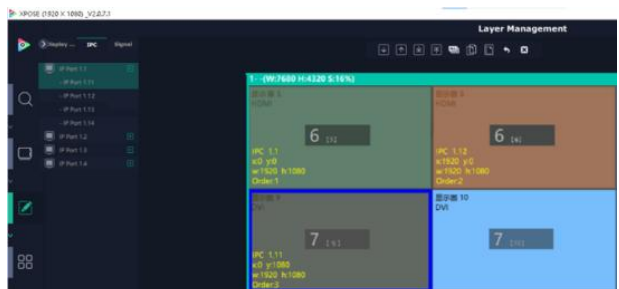 XPOSE (1920 X 1080) _V2.0.7.1
Layer Management
IPC
Signal
IP Port 1.1
- IP Port 1.11
- IP Port 1.12
- IP Port 1.13
- IP Port 1.14
IP Port 1.2
IP Port 1.3
IP Port 1.4
1- -(W:7680 H:4320 S:16%)
HDMI
6
IPC 1.1
x:0 y:0
w:1920 h:1080
Order:1
HDMI
6
IPC 1.12
x:1920 y:0
w:1920 h:1080
Order:2
DVI
7
IPC 1.11
x:0 y:1080
w:1920 h:1080
Order:3
显示器 10
DVI
7